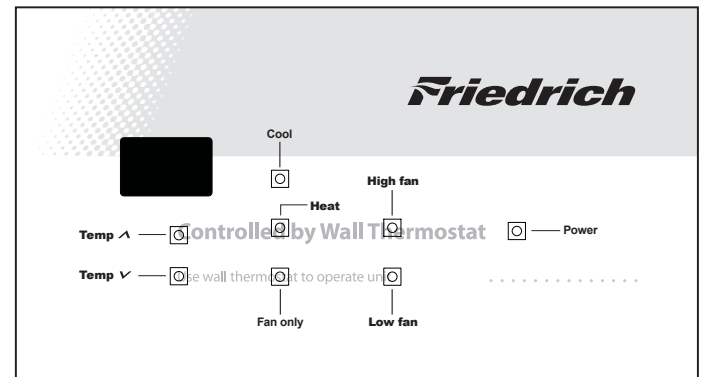 Friedrich
Cool
High fan
Heat
Temp ∧
Controlled by Wall Thermostat
Power
Temp ∨
Use wall thermostat to operate unit
Fan only
Low fan